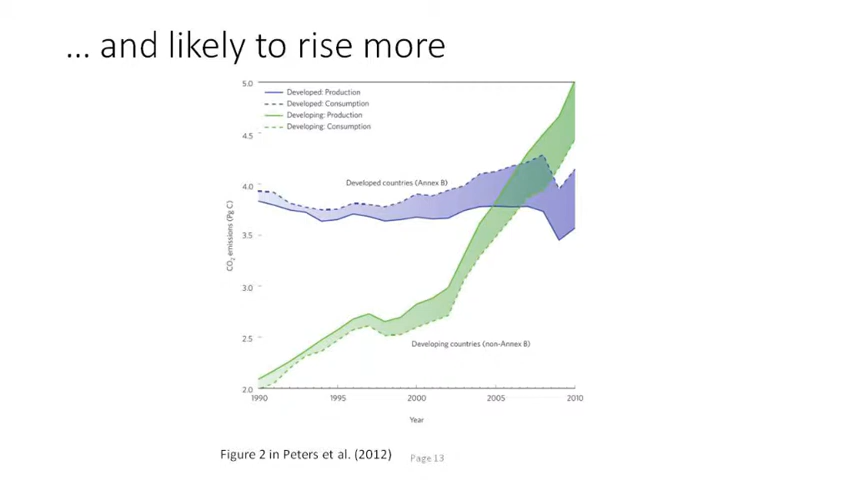 … and likely to rise more
5.0
4.5
4.0
3.5
3.0
2.5
2.0
CO2 emissions (Pg C)
Developed: Production
Developed: Consumption
Developing: Production
Developing: Consumption
Developed countries (Annex B)
Developing countries (non-Annex B)
1990 1995 2000 2005 2010
Year
Figure 2 in Peters et al. (2012)
Page 13